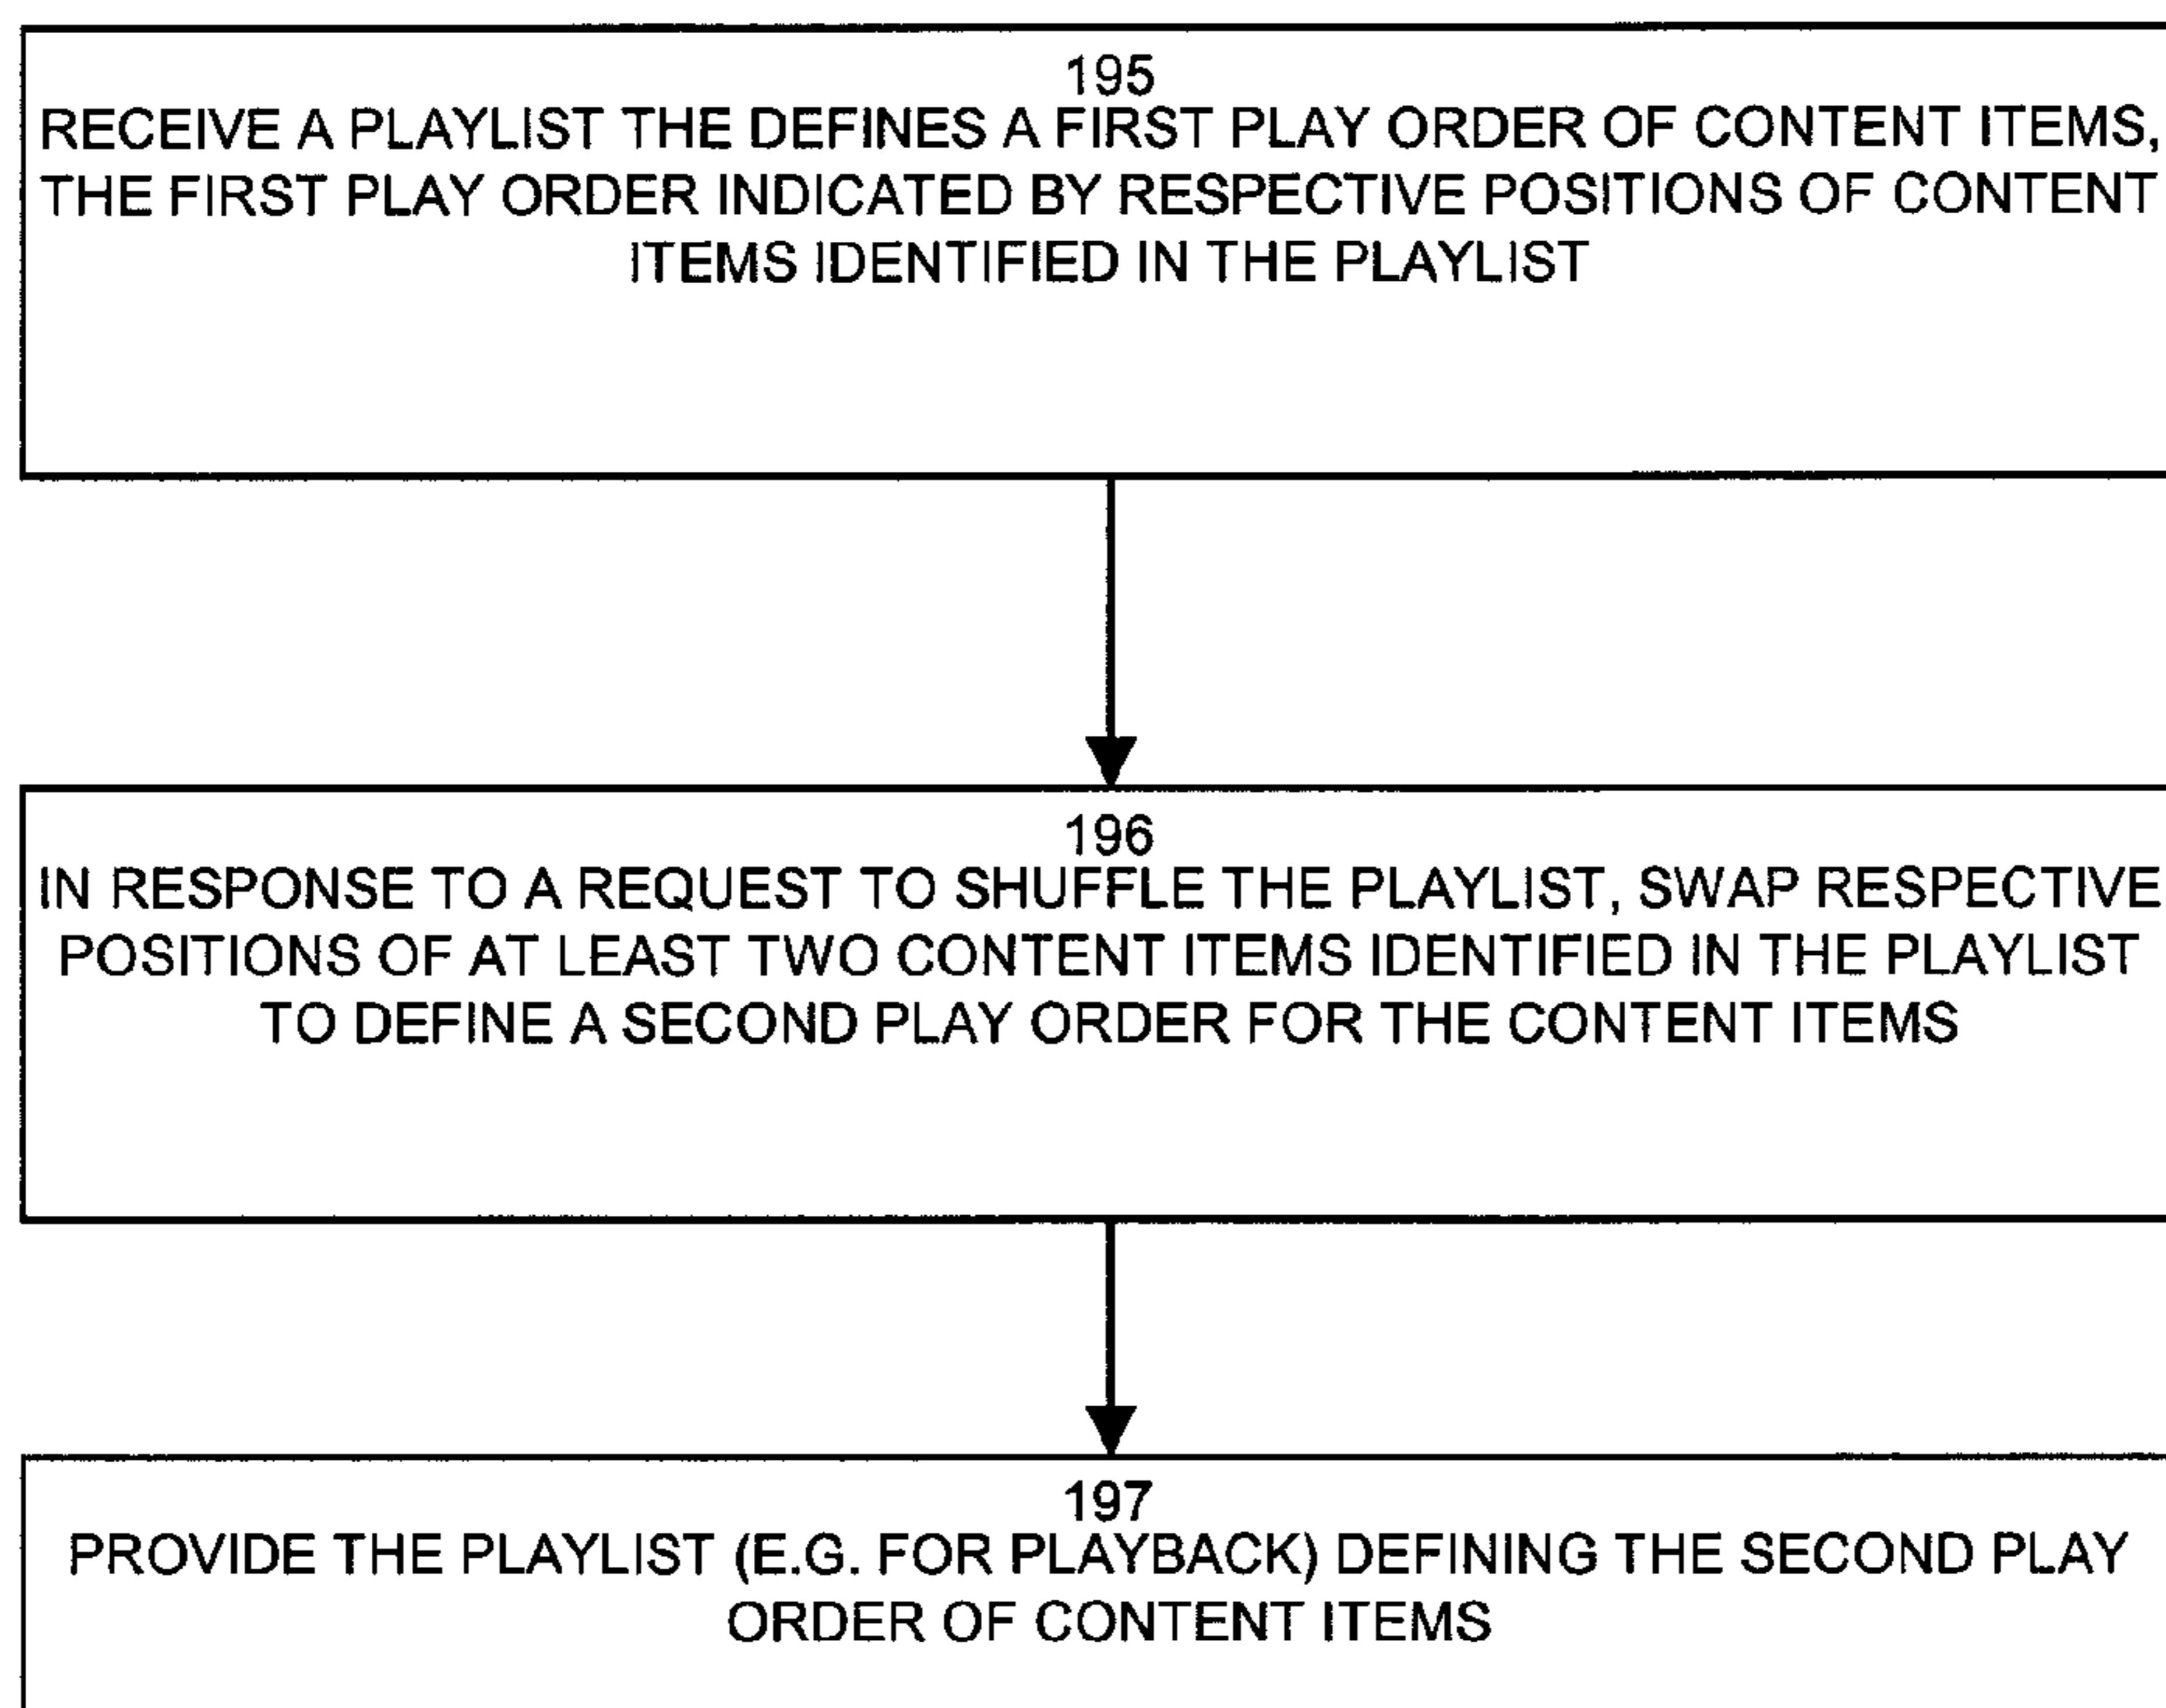 195
RECEIVE A PLAYLIST THE DEFINES A FIRST PLAY ORDER OF CONTENT ITEMS,
THE FIRST PLAY ORDER INDICATED BY RESPECTIVE POSITIONS OF CONTENT
ITEMS IDENTIFIED IN THE PLAYLIST
196
IN RESPONSE TO A REQUEST TO SHUFFLE THE PLAYLIST, SWAP RESPECTIVE
POSITIONS OF AT LEAST TWO CONTENT ITEMS IDENTIFIED IN THE PLAYLIST
TO DEFINE A SECOND PLAY ORDER FOR THE CONTENT ITEMS
197
PROVIDE THE PLAYLIST (E.G. FOR PLAYBACK) DEFINING THE SECOND PLAY
ORDER OF CONTENT ITEMS